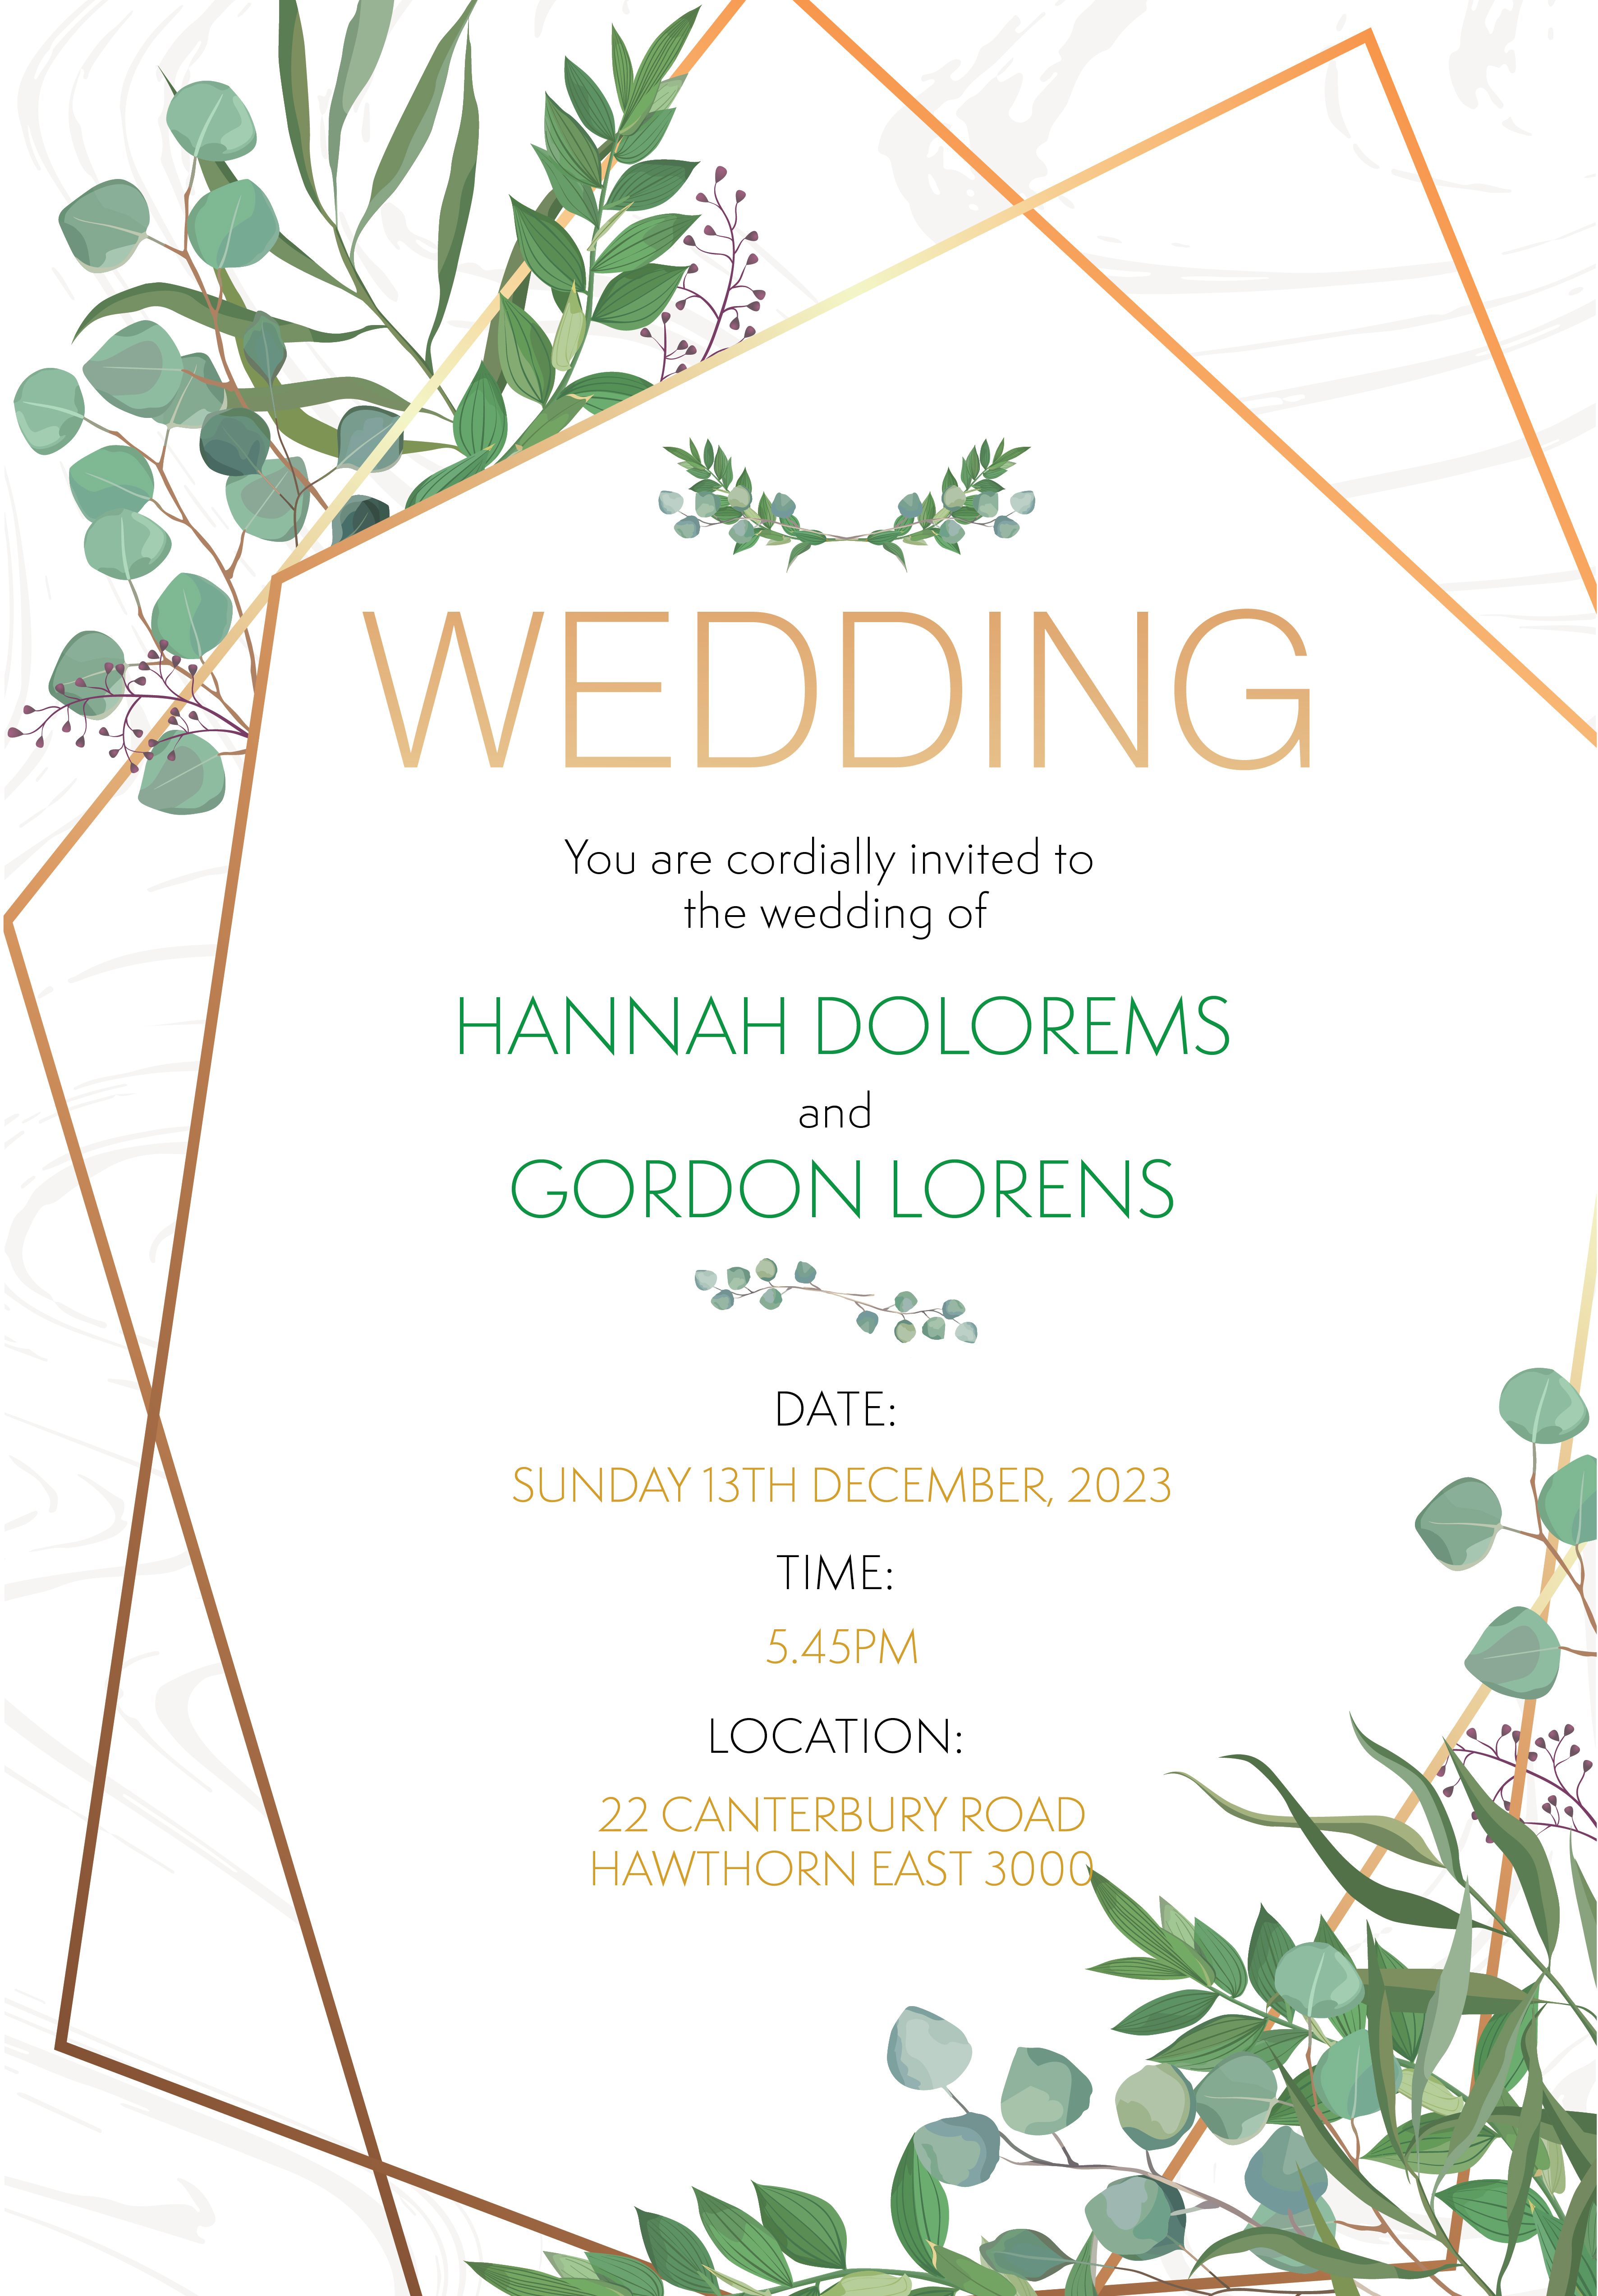 WEDDING
You are cordially invited to
the wedding of
HANNAH DOLOREMS
and
GORDON LORENS
DATE:
SUNDAY 13TH DECEMBER, 2023
TIME:
5.45PM
LOCATION:
22 CANTERBURY ROAD
HAWTHORN EAST 3000